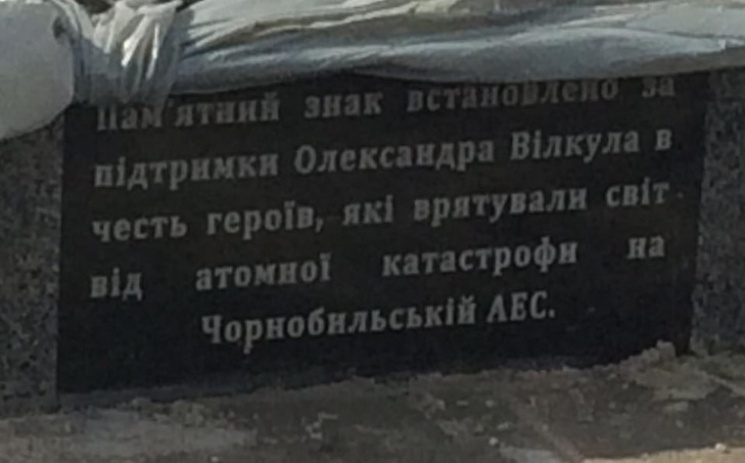 Пам'ятний знак встановлено за
підтримки Олександра Вілкула в
честь героїв, які врятували світ
від атомної катастрофи на
Чорнобильській АЕС.